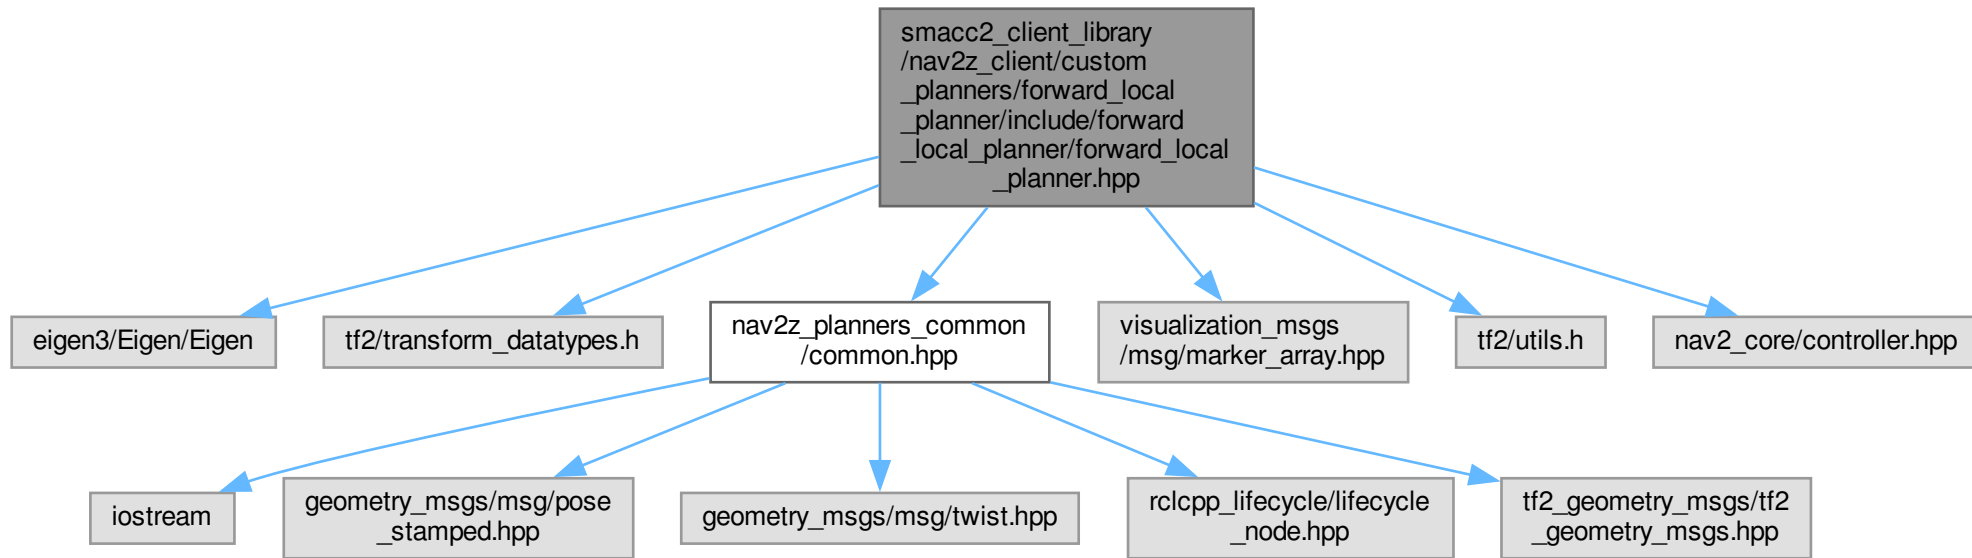 smacc2_client_library
/nav2z_client/custom
_planners/forward_local
_planner/include/forward
_local_planner/forward_local
_planner.hpp
eigen3/Eigen/Eigen
tf2/transform_datatypes.h
nav2z_planners_common
/common.hpp
visualization_msgs
/msg/marker_array.hpp
tf2/utils.h
nav2_core/controller.hpp
iostream
geometry_msgs/msg/pose
_stamped.hpp
geometry_msgs/msg/twist.hpp
rclcpp_lifecycle/lifecycle
_node.hpp
tf2_geometry_msgs/tf2
_geometry_msgs.hpp